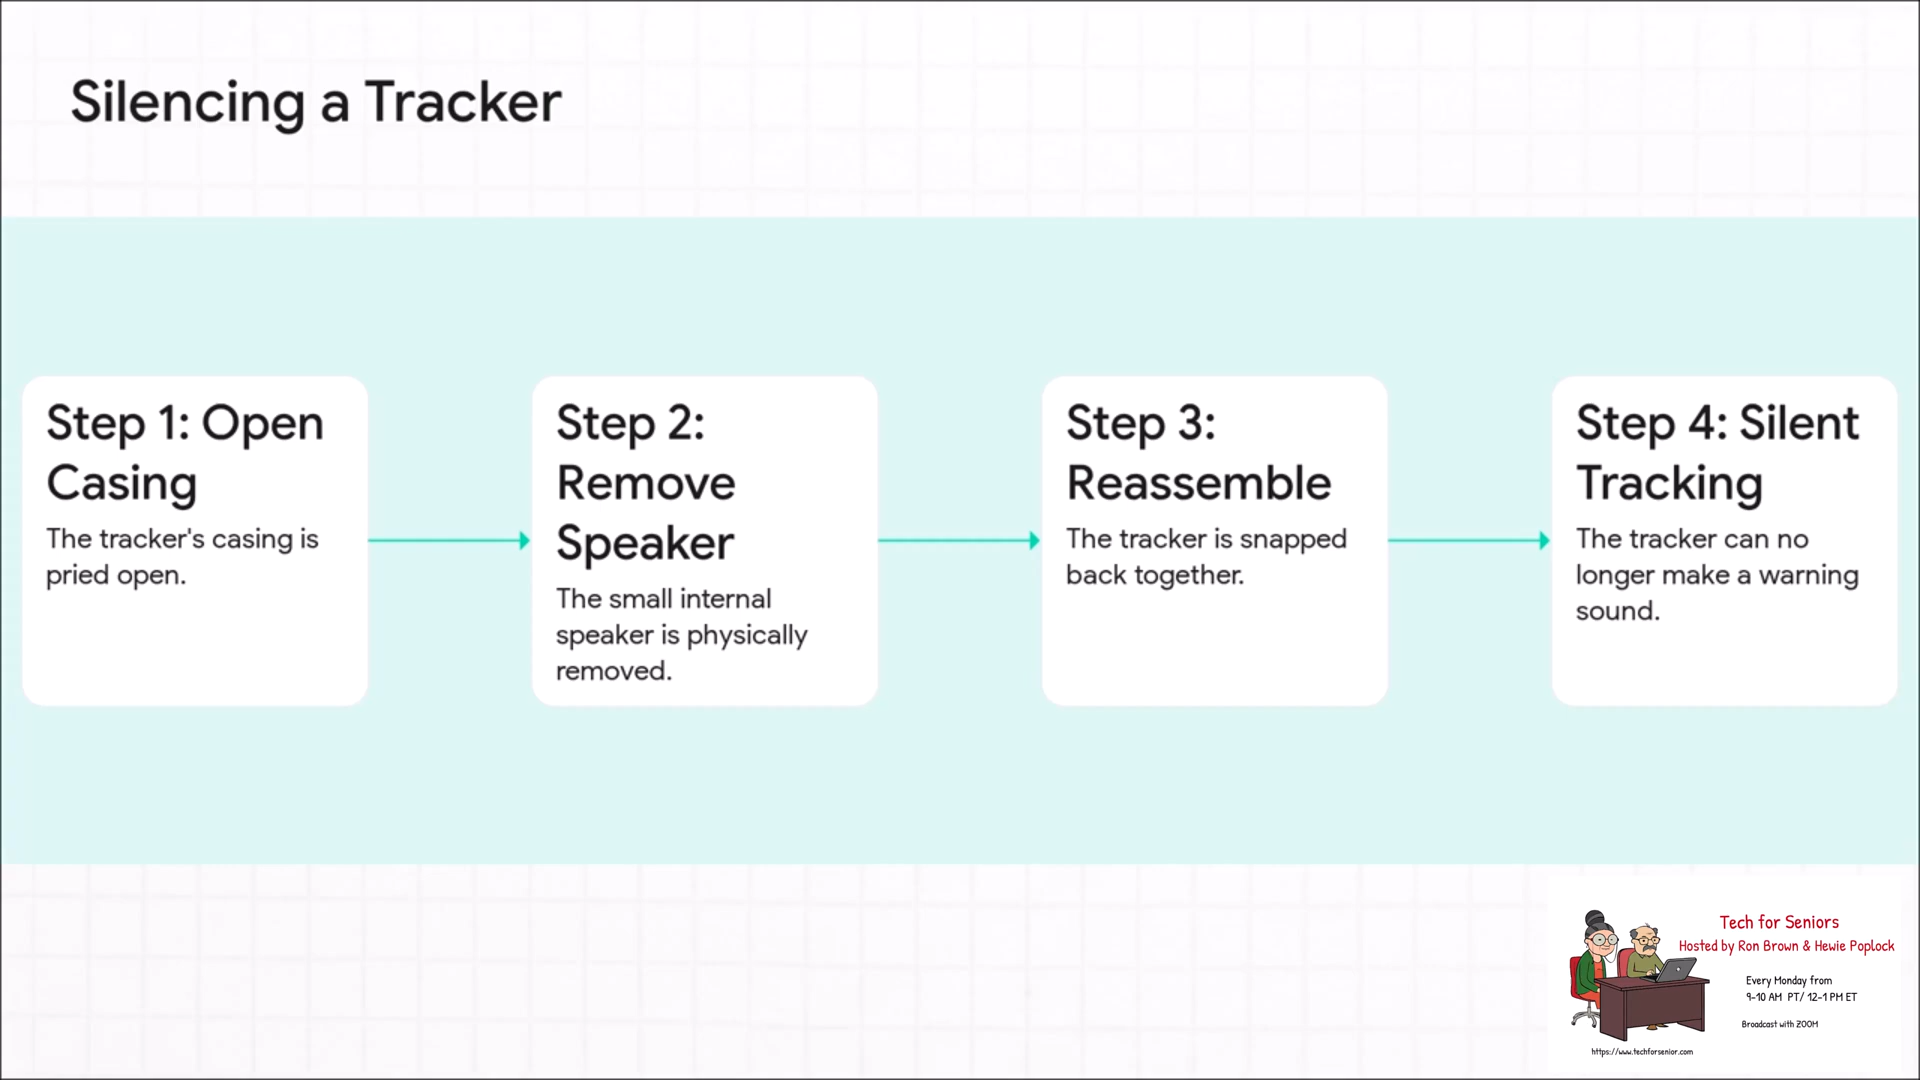 Silencing a Tracker
Step 1: Open
Casing
The tracker's casing is
pried open.
Step 2:
Remove
Speaker
The small internal
speaker is physically
removed.
Step 3:
Reassemble
The tracker is snapped
back together.
Step 4: Silent
Tracking
The tracker can no
longer make a warning
sound.
Tech for Seniors
Hosted by Ron Brown & Hewie Poplock
Every Monday from
9-10 AM PT/ 12-1 PM ET
Broadcast with ZOOM
https://www.techforsenior.com